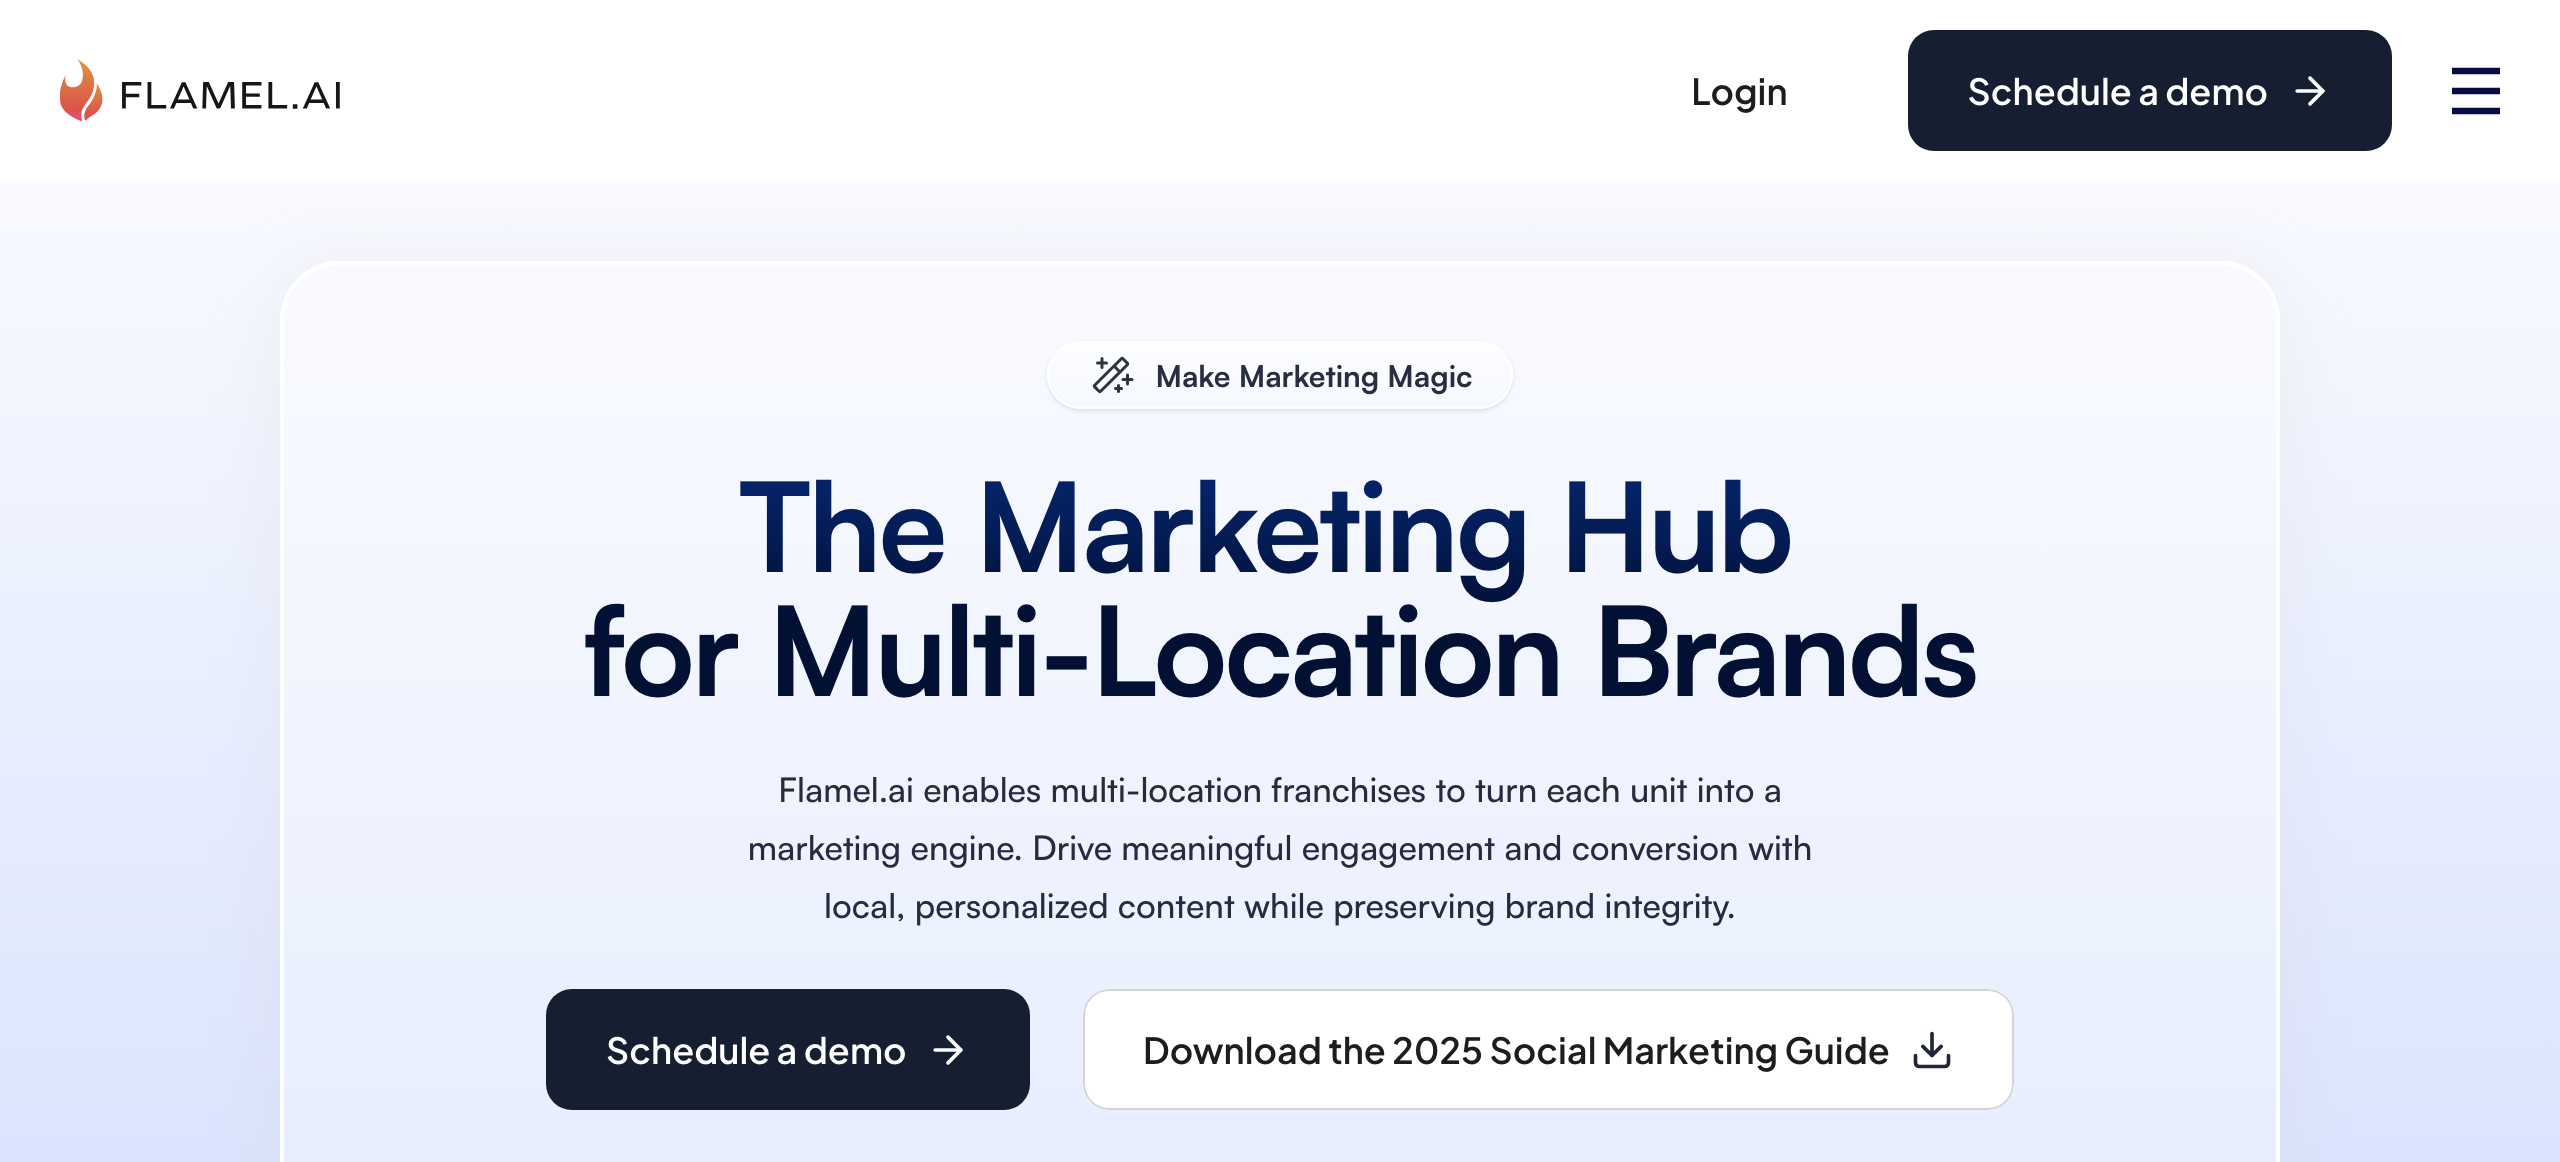 FLAMEL.AI
Login
Schedule a demo
Make Marketing Magic
The Marketing Hub
for Multi-Location Brands
Flamel.ai enables multi-location franchises to turn each unit into a
marketing engine. Drive meaningful engagement and conversion with
local, personalized content while preserving brand integrity.
Schedule a demo
Download the 2025 Social Marketing Guide